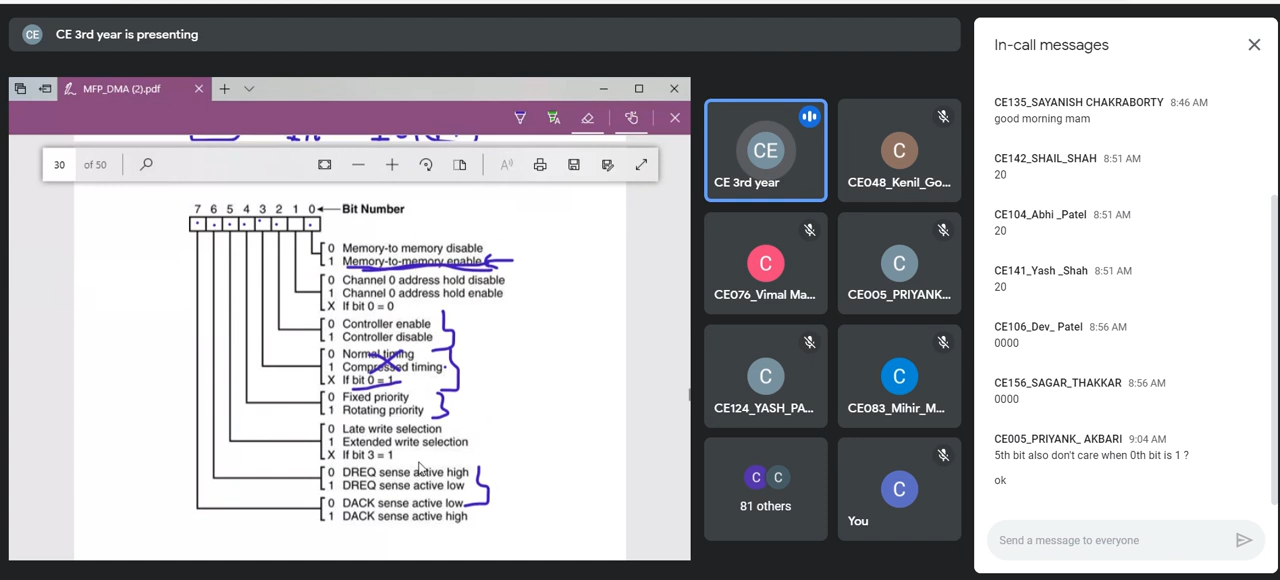 CE
CE 3rd year is presenting
MFP_DMA (2).pdf
30 of 50
7 6 5 4 3 2 1 0 Bit Number
0 Memory-to memory disable
1 Memory-to-memory enable
0 Channel 0 address hold disable
1 Channel 0 address hold enable
X If bit 0 = 0
0 Controller enable
1 Controller disable
0 Normal timing
1 Compressed timing
X If bit 0 = 1
0 Fixed priority
1 Rotating priority
0 Late write selection
1 Extended write selection
X If bit 3 = 1
0 DREQ sense active high
1 DREQ sense active low
0 DACK sense active low
1 DACK sense active high
CE
CE 3rd year
C
CE048_Kenil_Go...
C
CE076_Vimal Ma...
C
CE005_PRIYANK...
C
CE124_YASH_PA...
C
CE083_Mihir_M...
C C
81 others
C
You
In-call messages
CE135_SAYANISH CHAKRABORTY 8:46 AM
good morning mam
CE142_SHAIL_SHAH 8:51 AM
20
CE104_Abhi _Patel 8:51 AM
20
CE141_Yash _Shah 8:51 AM
20
CE106_Dev_ Patel 8:56 AM
0000
CE156_SAGAR_THAKKAR 8:56 AM
0000
CE005_PRIYANK_ AKBARI 9:04 AM
5th bit also don't care when 0th bit is 1 ?
ok
Send a message to everyone